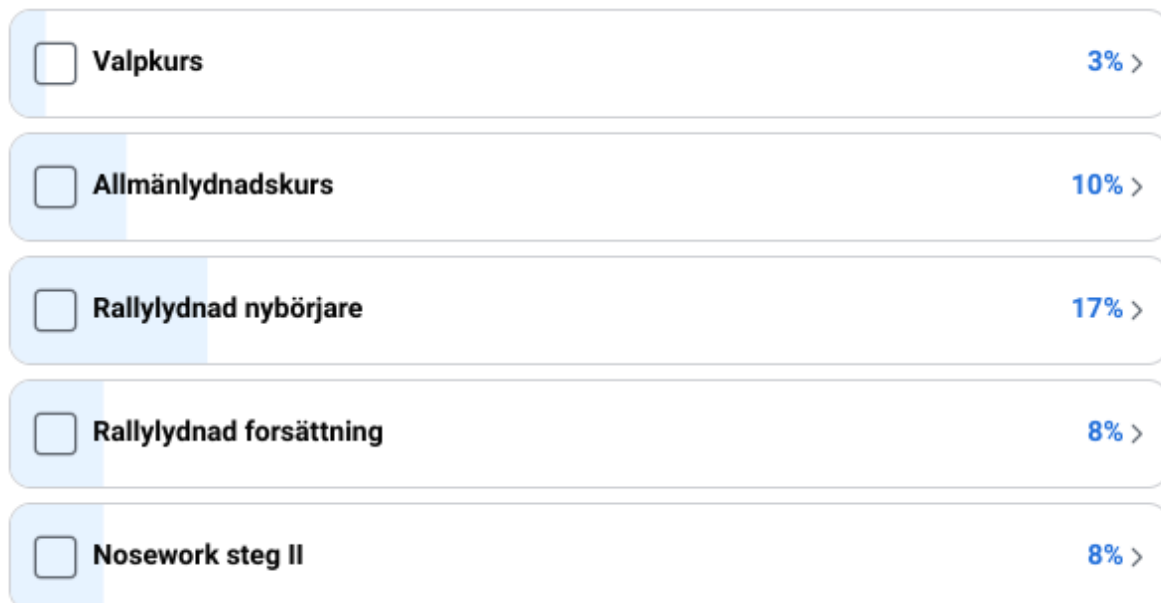 Valpkurs 3%
Allmänlydnadskurs 10%
Rallylydnad nybörjare 17%
Rallylydnad forsättning 8%
Nosework steg II 8%